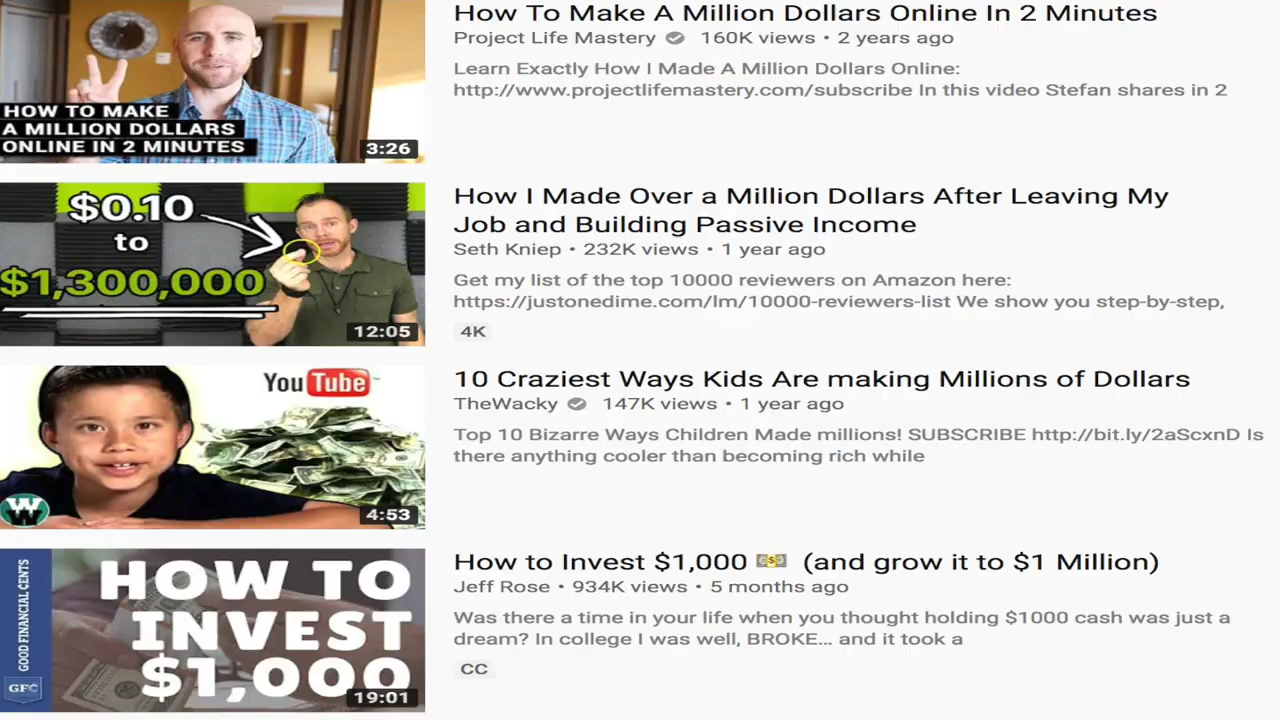 HOW TO MAKE
A MILLION DOLLARS
ONLINE IN 2 MINUTES
3:26
How To Make A Million Dollars Online In 2 Minutes
Project Life Mastery 160K views • 2 years ago
Learn Exactly How I Made A Million Dollars Online:
http://www.projectlifemastery.com/subscribe In this video Stefan shares in 2
$0.10
to
$1,300,000
12:05
How I Made Over a Million Dollars After Leaving My
Job and Building Passive Income
Seth Kniep • 232K views • 1 year ago
Get my list of the top 10000 reviewers on Amazon here:
https://justonedime.com/lm/10000-reviewers-list We show you step-by-step,
4K
YouTube
W
4:53
10 Craziest Ways Kids Are making Millions of Dollars
TheWacky 147K views • 1 year ago
Top 10 Bizarre Ways Children Made millions! SUBSCRIBE http://bit.ly/2aScxnD Is
there anything cooler than becoming rich while
GOOD FINANCIAL CENTS
GFC
HOW TO
INVEST
$1,000
19:01
How to Invest $1,000 💵 (and grow it to $1 Million)
Jeff Rose • 934K views • 5 months ago
Was there a time in your life when you thought holding $1000 cash was just a
dream? In college I was well, BROKE... and it took a
CC